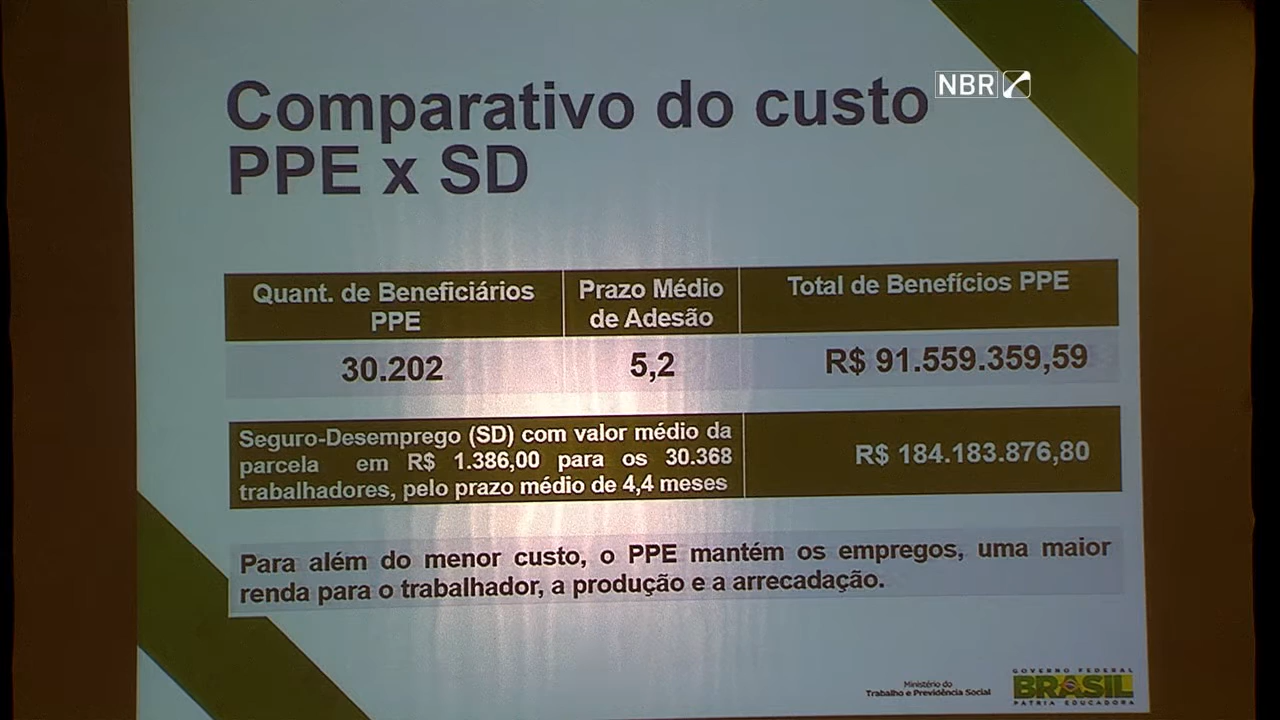 NBR
Comparativo do custo
PPE x SD
Quant. de Beneficiários
PPE
Prazo Médio
de Adesão
Total de Benefícios PPE
30.202
5,2
R$ 91.559.359,59
Seguro-Desemprego (SD) com valor médio da
parcela em R$ 1.386,00 para os 30.368
trabalhadores, pelo prazo médio de 4,4 meses
R$ 184.183.876,80
Para além do menor custo, o PPE mantém os empregos, uma maior
renda para o trabalhador, a produção e a arrecadação.
Ministério do
Trabalho e Previdência Social
GOVERNO FEDERAL
BRASIL
PÁTRIA EDUCADORA